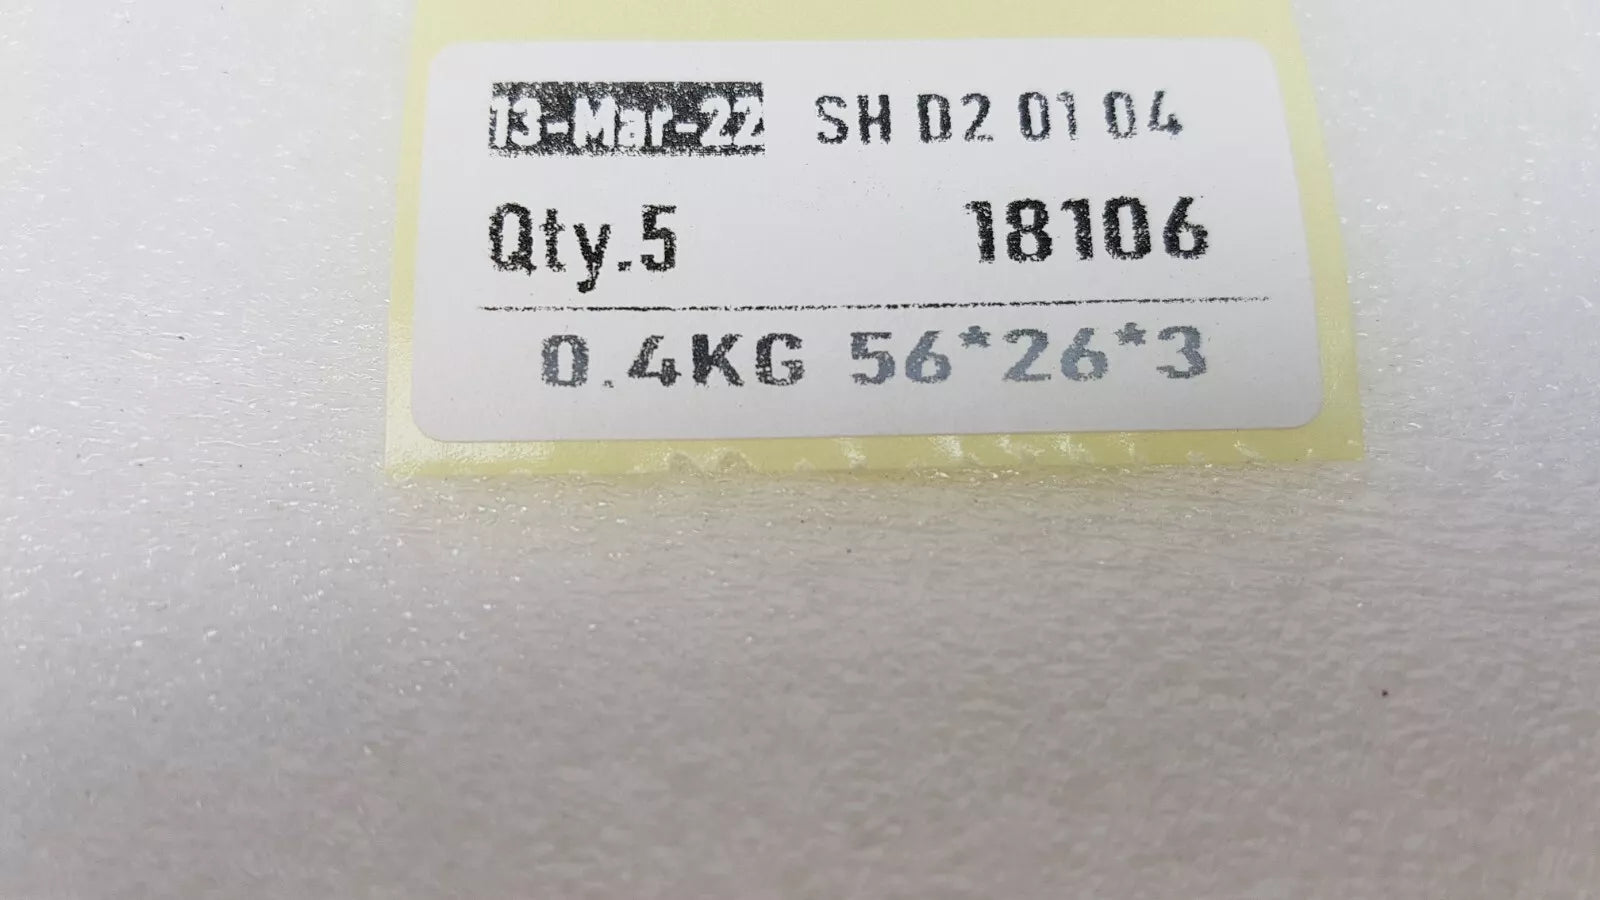 13-Mar-22 SH D2 01 04
Qty.5 18106
0.4KG 56*26*3